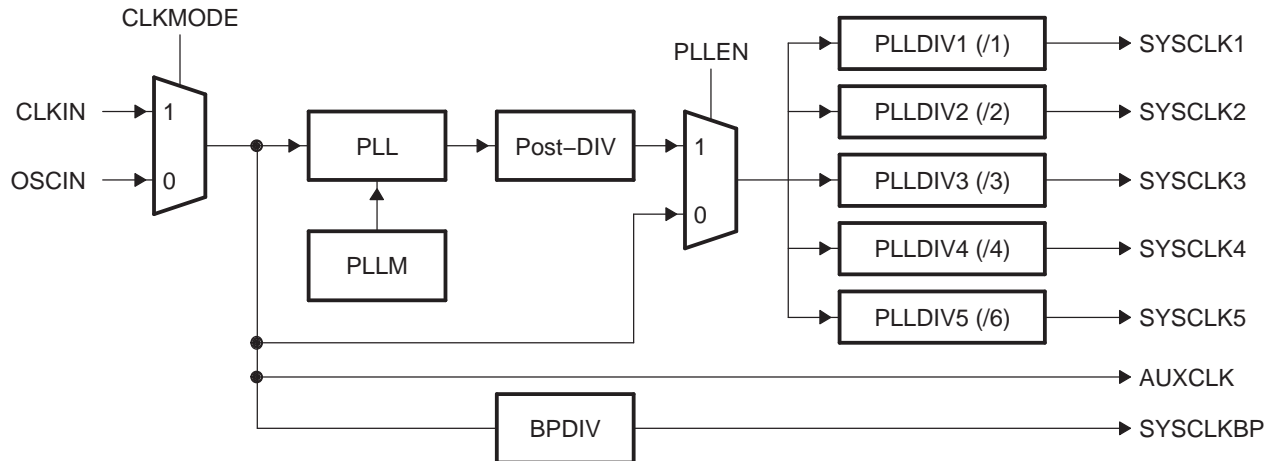 CLKMODE
PLLDIV1 (/1)
SYSCLK1
PLLEN
CLKIN
1
PLLDIV2 (/2)
SYSCLK2
PLL
Post−DIV
1
OSCIN
0
PLLDIV3 (/3)
SYSCLK3
0
PLLM
PLLDIV4 (/4)
SYSCLK4
PLLDIV5 (/6)
SYSCLK5
AUXCLK
BPDIV
SYSCLKBP